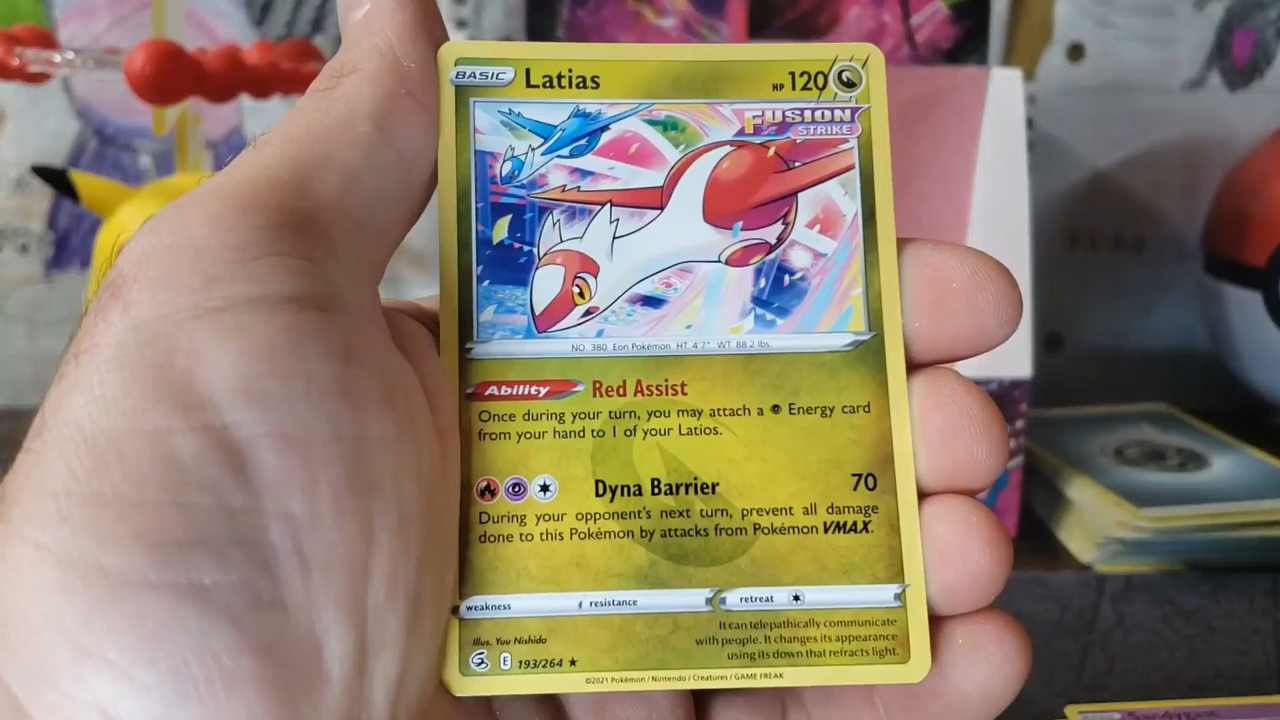 BASIC Latias HP 120
FUSION
STRIKE
NO. 380 Eon Pokémon HT. 4'7" WT. 88.2 lbs.
Ability Red Assist
Once during your turn, you may attach a Energy card
from your hand to 1 of your Latios.
Dyna Barrier 70
During your opponent's next turn, prevent all damage
done to this Pokémon by attacks from Pokémon VMAX.
weakness resistance retreat
It can telepathically communicate
with people. It changes its appearance
using its down that refracts light.
Illus. Yuu Nishida
E 193/264 ★
©2021 Pokémon / Nintendo / Creatures / GAME FREAK